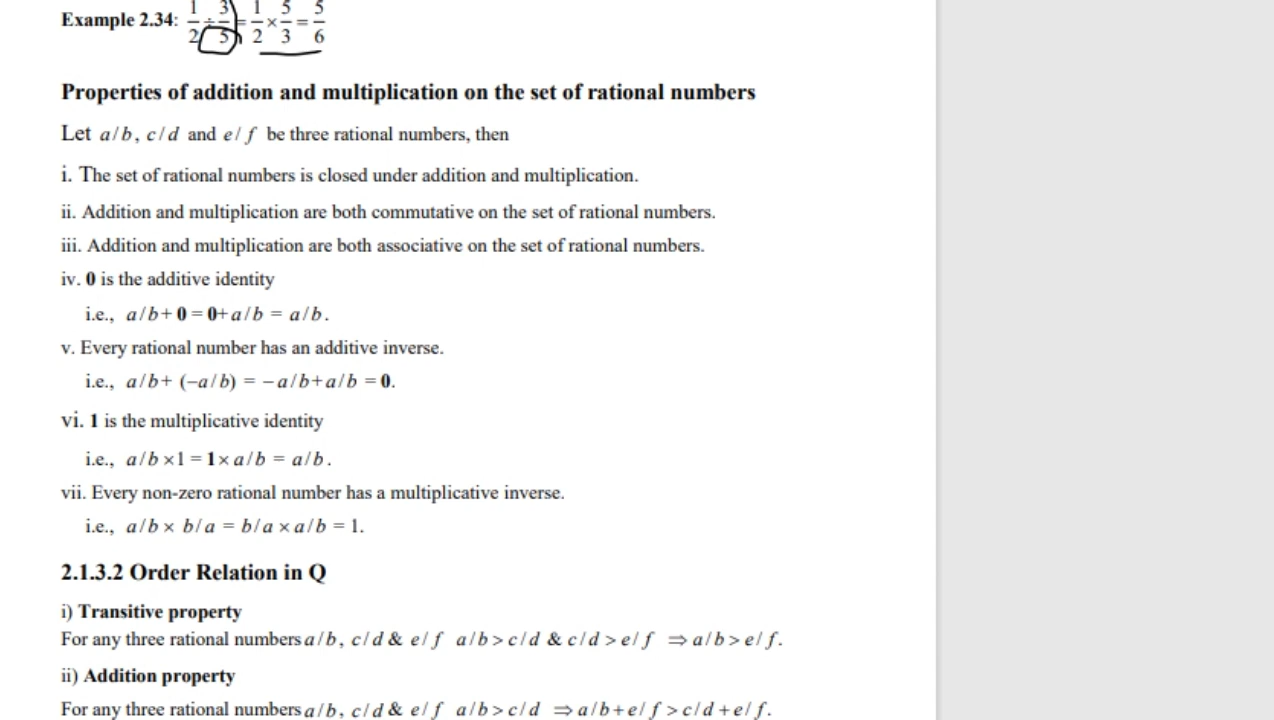 Example 2.34: 1/2 ÷ 3/5 = 1/2 × 5/3 = 5/6
Properties of addition and multiplication on the set of rational numbers
Let a/b, c/d and e/f be three rational numbers, then
i. The set of rational numbers is closed under addition and multiplication.
ii. Addition and multiplication are both commutative on the set of rational numbers.
iii. Addition and multiplication are both associative on the set of rational numbers.
iv. 0 is the additive identity
i.e., a/b+0=0+a/b = a/b.
v. Every rational number has an additive inverse.
i.e., a/b+ (−a/b) = −a/b+a/b =0.
vi. 1 is the multiplicative identity
i.e., a/b×1=1×a/b = a/b.
vii. Every non-zero rational number has a multiplicative inverse.
i.e., a/b× b/a = b/a×a/b = 1.
2.1.3.2 Order Relation in Q
i) Transitive property
For any three rational numbers a/b, c/d & e/f a/b>c/d & c/d>e/f ⇒a/b>e/f.
ii) Addition property
For any three rational numbers a/b, c/d & e/f a/b>c/d ⇒a/b+e/f>c/d+e/f.